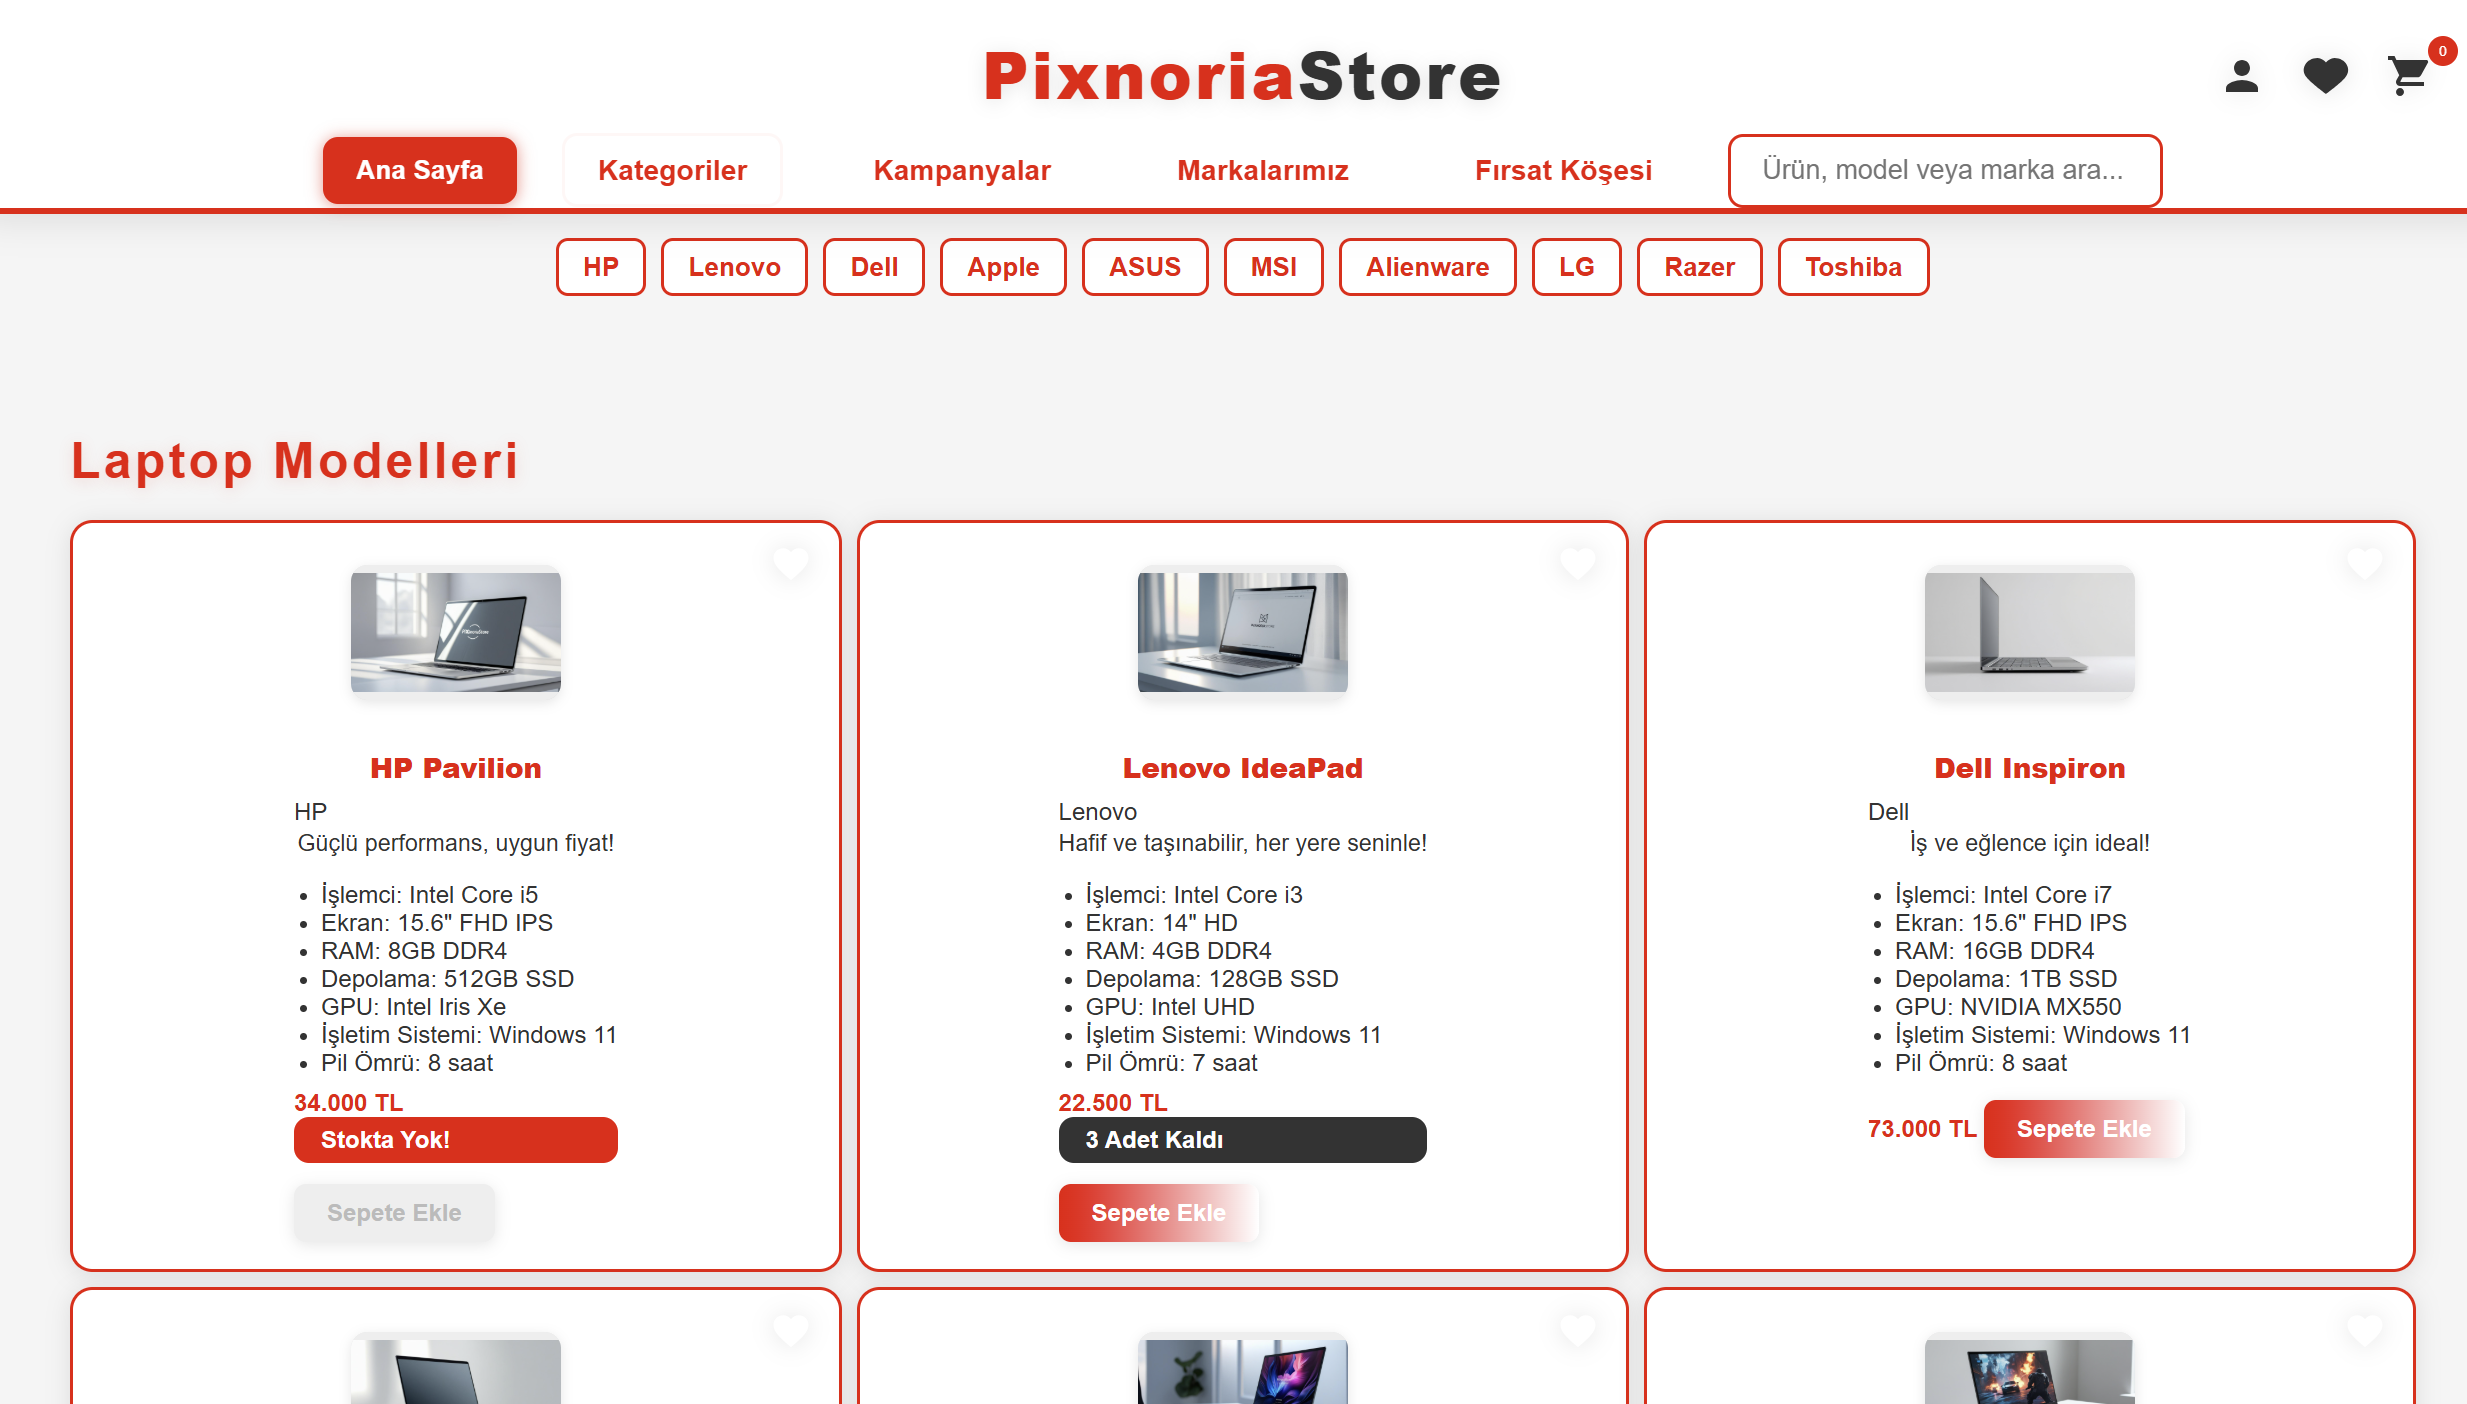 PixnoriaStore
0
Ana Sayfa Kategoriler Kampanyalar Markalarımız Fırsat Köşesi Ürün, model veya marka ara...
HP Lenovo Dell Apple ASUS MSI Alienware LG Razer Toshiba
Laptop Modelleri
HP Pavilion
HP
Güçlü performans, uygun fiyat!
• İşlemci: Intel Core i5
• Ekran: 15.6" FHD IPS
• RAM: 8GB DDR4
• Depolama: 512GB SSD
• GPU: Intel Iris Xe
• İşletim Sistemi: Windows 11
• Pil Ömrü: 8 saat
34.000 TL
Stokta Yok!
Sepete Ekle
Lenovo IdeaPad
Lenovo
Hafif ve taşınabilir, her yere seninle!
• İşlemci: Intel Core i3
• Ekran: 14" HD
• RAM: 4GB DDR4
• Depolama: 128GB SSD
• GPU: Intel UHD
• İşletim Sistemi: Windows 11
• Pil Ömrü: 7 saat
22.500 TL
3 Adet Kaldı
Sepete Ekle
Dell Inspiron
Dell
İş ve eğlence için ideal!
• İşlemci: Intel Core i7
• Ekran: 15.6" FHD IPS
• RAM: 16GB DDR4
• Depolama: 1TB SSD
• GPU: NVIDIA MX550
• İşletim Sistemi: Windows 11
• Pil Ömrü: 8 saat
73.000 TL Sepete Ekle